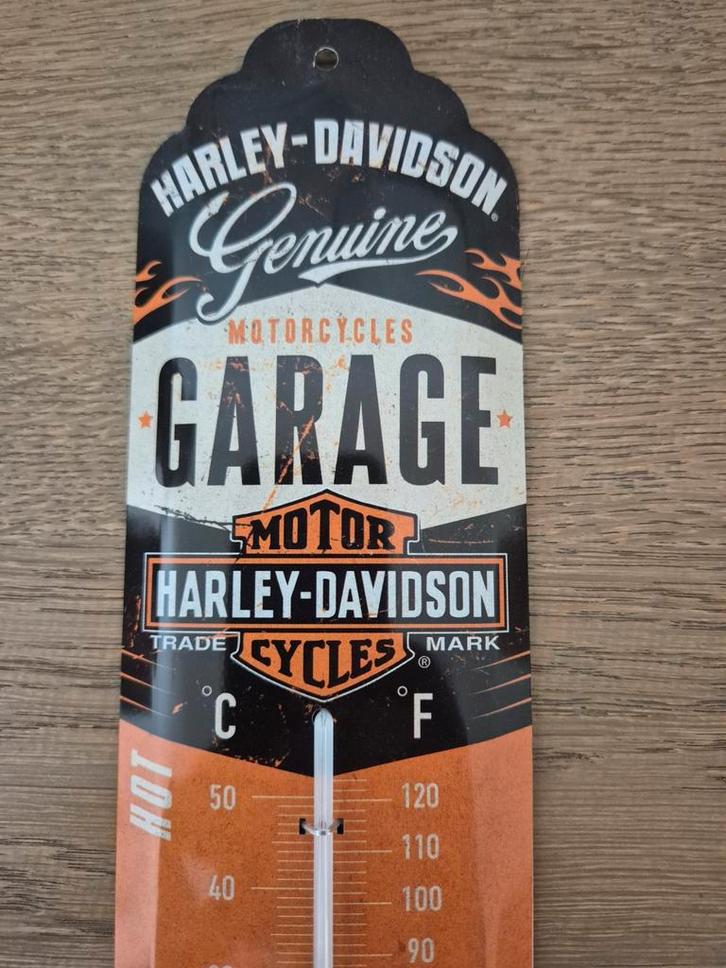 HARLEY-DAVIDSON®
Genuine
MOTORCYCLES
GARAGE
MOTOR
HARLEY-DAVIDSON
TRADE CYCLES MARK
®
°C °F
HOT
50 120
110
40 100
90